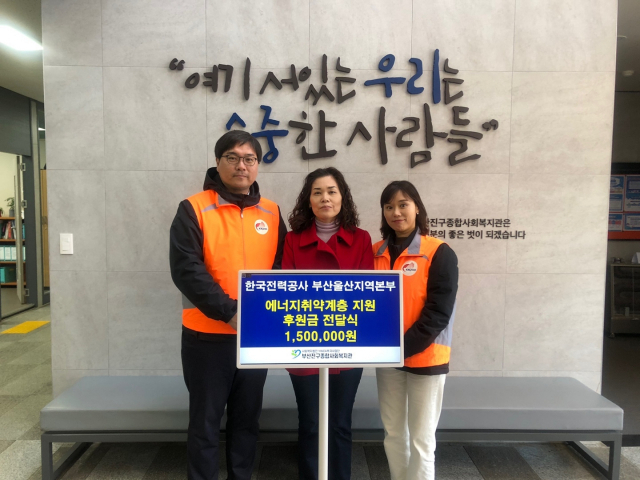 "여기 서있는 우리는
소중한 사람들"
부산진구종합사회복지관은
좋은 벗이 되겠습니다
한국전력공사 부산울산지역본부
에너지취약계층 지원
후원금 전달식
1,500,000원
부산진구종합사회복지관